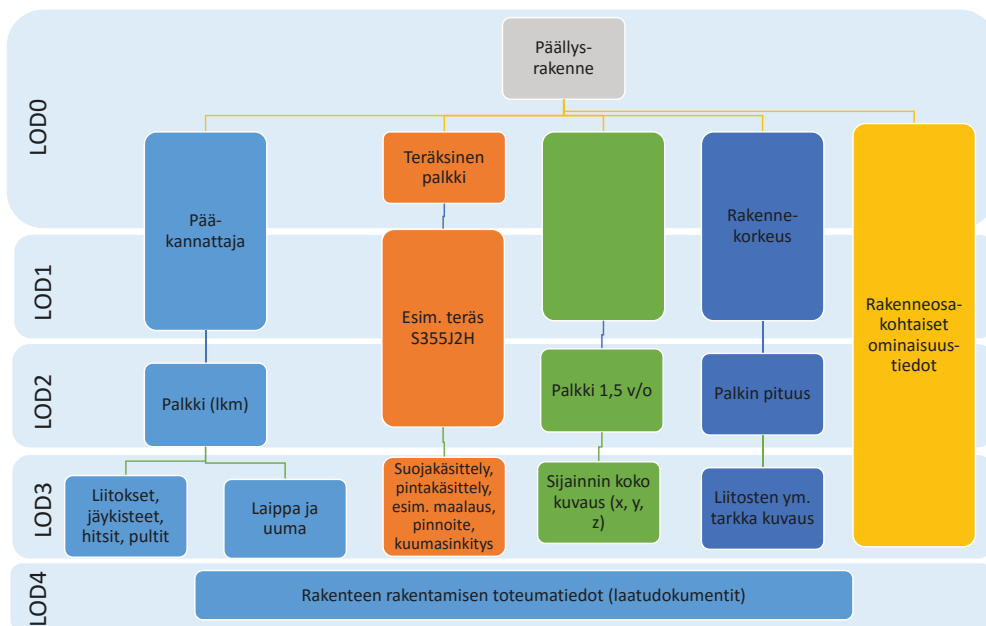 LOD0
Päällys-
rakenne
Pää-
kannattaja
Teräksinen
palkki
Rakenne-
korkeus
Rakenneosa-
kohtaiset
ominaisuus-
tiedot
LOD1
Esim. teräs
S355J2H
LOD2
Palkki (lkm)
Palkki 1,5 v/o
Palkin pituus
LOD3
Liitokset,
jäykisteet,
hitsit, pultit
Laippa ja
uuma
Suojakäsittely,
pintakäsittely,
esim. maalaus,
pinnoite,
kuumasinkitys
Sijainnin koko
kuvaus (x, y,
z)
Liitosten ym.
tarkka kuvaus
LOD4
Rakenteen rakentamisen toteumatiedot (laatudokumentit)